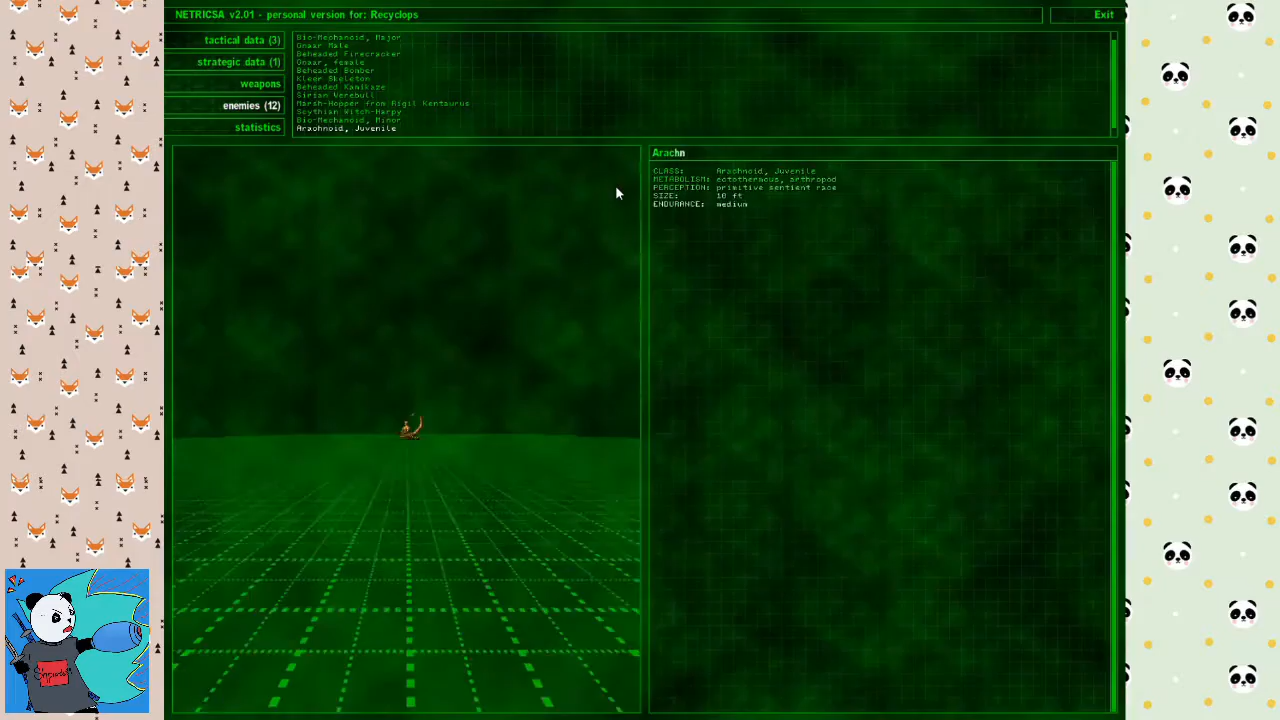 NETRICSA v2.01 - personal version for: Recyclops
Exit
tactical data (3)
strategic data (1)
weapons
enemies (12)
statistics
Bio-Mechanoid, Major
Gnaar Male
Beheaded Firecracker
Gnaar, female
Beheaded Bomber
Kleer Skeleton
Beheaded Kamikaze
Sirian Werebull
Marsh-Hopper from Rigil Kentaurus
Scythian Witch-Harpy
Bio-Mechanoid, Minor
Arachnoid, Juvenile
Arachn
CLASS: Arachnoid, Juvenile
METABOLISM: ectothermous, arthropod
PERCEPTION: primitive sentient race
SIZE: 10 ft
ENDURANCE: medium